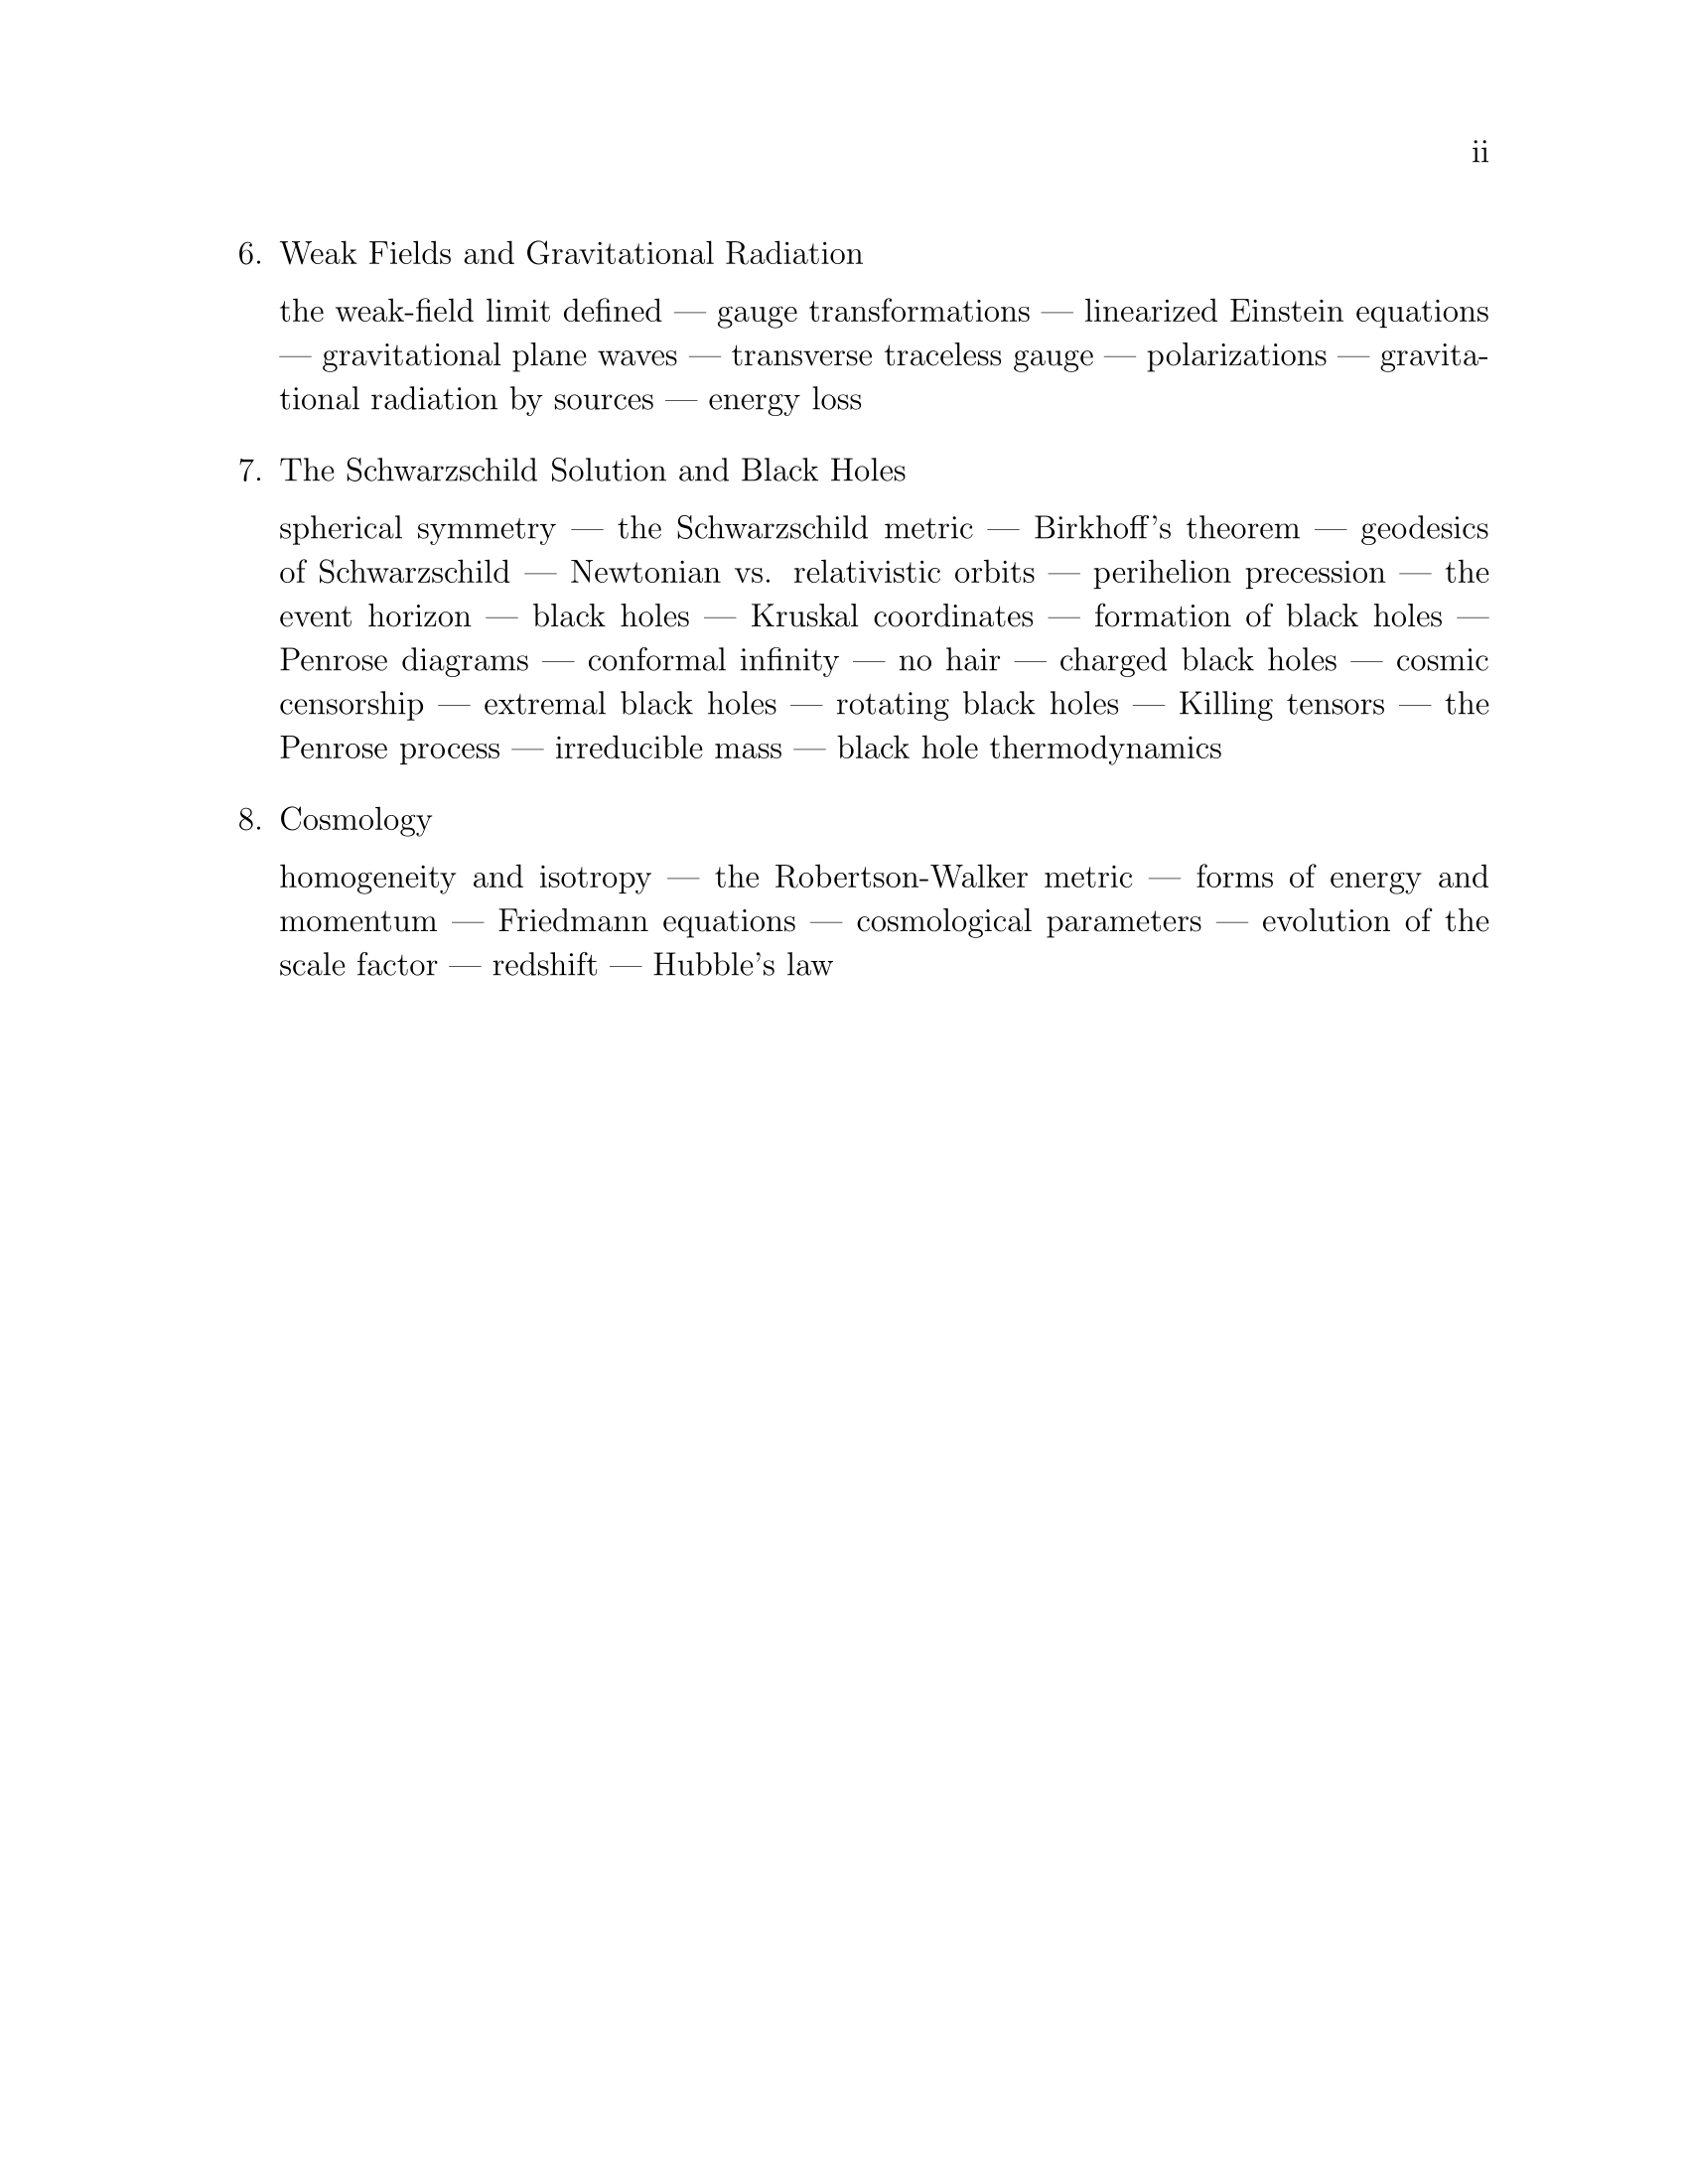 ii
6. Weak Fields and Gravitational Radiation
the weak-field limit defined — gauge transformations — linearized Einstein equations
— gravitational plane waves — transverse traceless gauge — polarizations — gravita-
tional radiation by sources — energy loss
7. The Schwarzschild Solution and Black Holes
spherical symmetry — the Schwarzschild metric — Birkhoff's theorem — geodesics
of Schwarzschild — Newtonian vs. relativistic orbits — perihelion precession — the
event horizon — black holes — Kruskal coordinates — formation of black holes —
Penrose diagrams — conformal infinity — no hair — charged black holes — cosmic
censorship — extremal black holes — rotating black holes — Killing tensors — the
Penrose process — irreducible mass — black hole thermodynamics
8. Cosmology
homogeneity and isotropy — the Robertson-Walker metric — forms of energy and
momentum — Friedmann equations — cosmological parameters — evolution of the
scale factor — redshift — Hubble's law